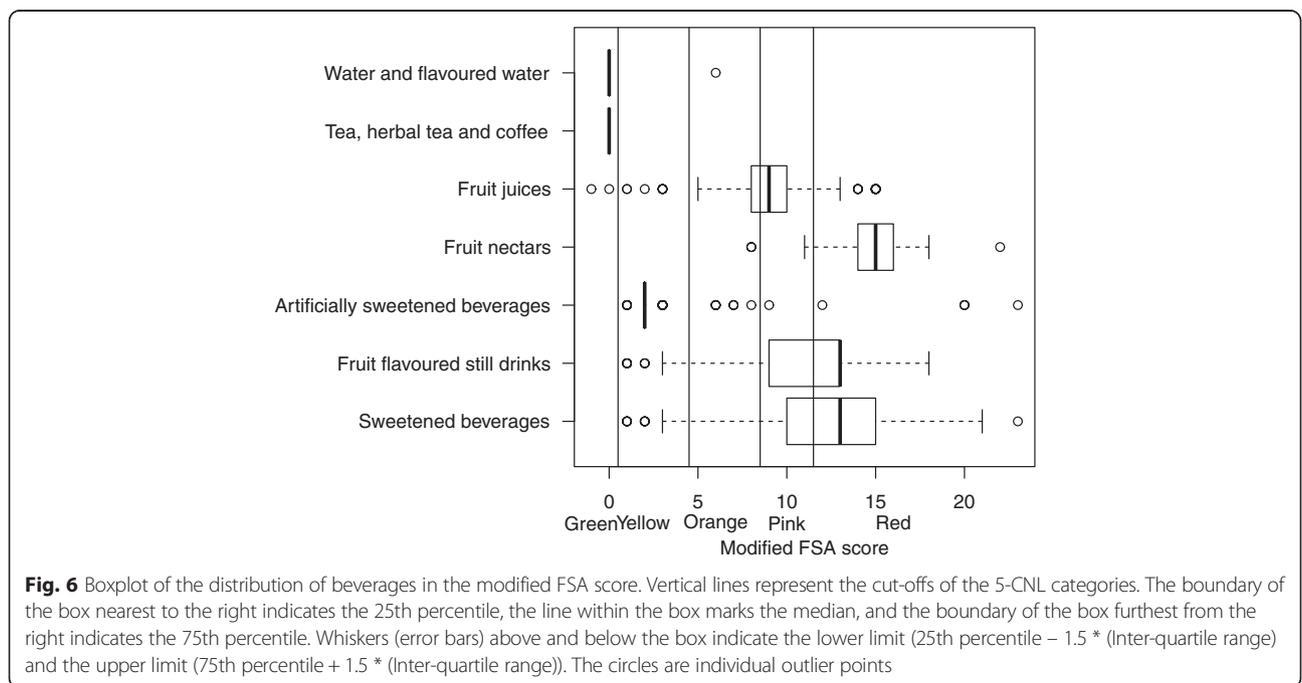 Water and flavoured water
Tea, herbal tea and coffee
Fruit juices
Fruit nectars
Artificially sweetened beverages
Fruit flavoured still drinks
Sweetened beverages
0 5 10 15 20
Green Yellow Orange Pink Red
Modified FSA score
Fig. 6 Boxplot of the distribution of beverages in the modified FSA score. Vertical lines represent the cut-offs of the 5-CNL categories. The boundary of
the box nearest to the right indicates the 25th percentile, the line within the box marks the median, and the boundary of the box furthest from the
right indicates the 75th percentile. Whiskers (error bars) above and below the box indicate the lower limit (25th percentile – 1.5 * (Inter-quartile range)
and the upper limit (75th percentile + 1.5 * (Inter-quartile range)). The circles are individual outlier points